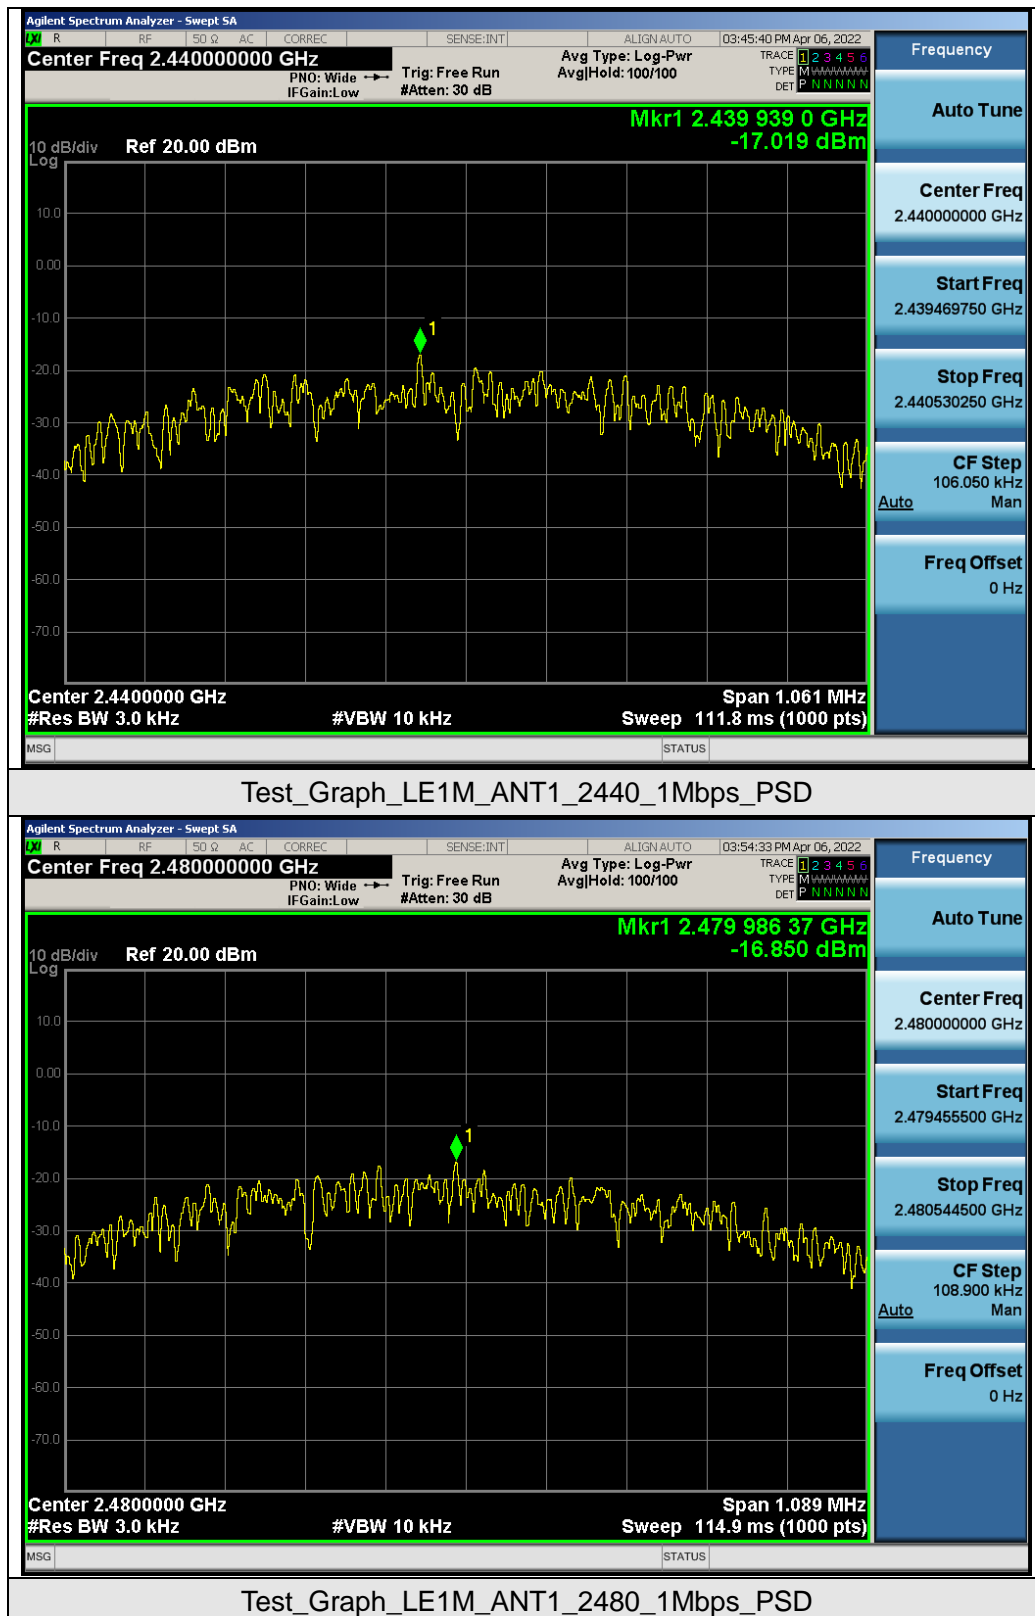 Agilent Spectrum Analyzer - Swept SA
LXI R RF 50 Ω AC CORREC SENSE:INT ALIGN AUTO 03:45:40 PM Apr 06, 2022
Center Freq 2.440000000 GHz
PNO: Wide
IFGain:Low
Trig: Free Run
#Atten: 30 dB
Avg Type: Log-Pwr
Avg|Hold: 100/100
TRACE 1 2 3 4 5 6
TYPE M WWWWW
DET P N N N N N
Frequency
Auto Tune
Center Freq
2.440000000 GHz
Start Freq
2.439469750 GHz
Stop Freq
2.440530250 GHz
CF Step
106.050 kHz
Auto Man
Freq Offset
0 Hz
Mkr1 2.439 939 0 GHz
-17.019 dBm
10 dB/div Ref 20.00 dBm
Log
10.0
0.00
-10.0
-20.0
-30.0
-40.0
-50.0
-60.0
-70.0
1
Center 2.4400000 GHz Span 1.061 MHz
#Res BW 3.0 kHz #VBW 10 kHz Sweep 111.8 ms (1000 pts)
MSG STATUS
Test_Graph_LE1M_ANT1_2440_1Mbps_PSD
Agilent Spectrum Analyzer - Swept SA
LXI R RF 50 Ω AC CORREC SENSE:INT ALIGN AUTO 03:54:33 PM Apr 06, 2022
Center Freq 2.480000000 GHz
PNO: Wide
IFGain:Low
Trig: Free Run
#Atten: 30 dB
Avg Type: Log-Pwr
Avg|Hold: 100/100
TRACE 1 2 3 4 5 6
TYPE M WWWWW
DET P N N N N N
Frequency
Auto Tune
Center Freq
2.480000000 GHz
Start Freq
2.479455500 GHz
Stop Freq
2.480544500 GHz
CF Step
108.900 kHz
Auto Man
Freq Offset
0 Hz
Mkr1 2.479 986 37 GHz
-16.850 dBm
10 dB/div Ref 20.00 dBm
Log
10.0
0.00
-10.0
-20.0
-30.0
-40.0
-50.0
-60.0
-70.0
1
Center 2.4800000 GHz Span 1.089 MHz
#Res BW 3.0 kHz #VBW 10 kHz Sweep 114.9 ms (1000 pts)
MSG STATUS
Test_Graph_LE1M_ANT1_2480_1Mbps_PSD